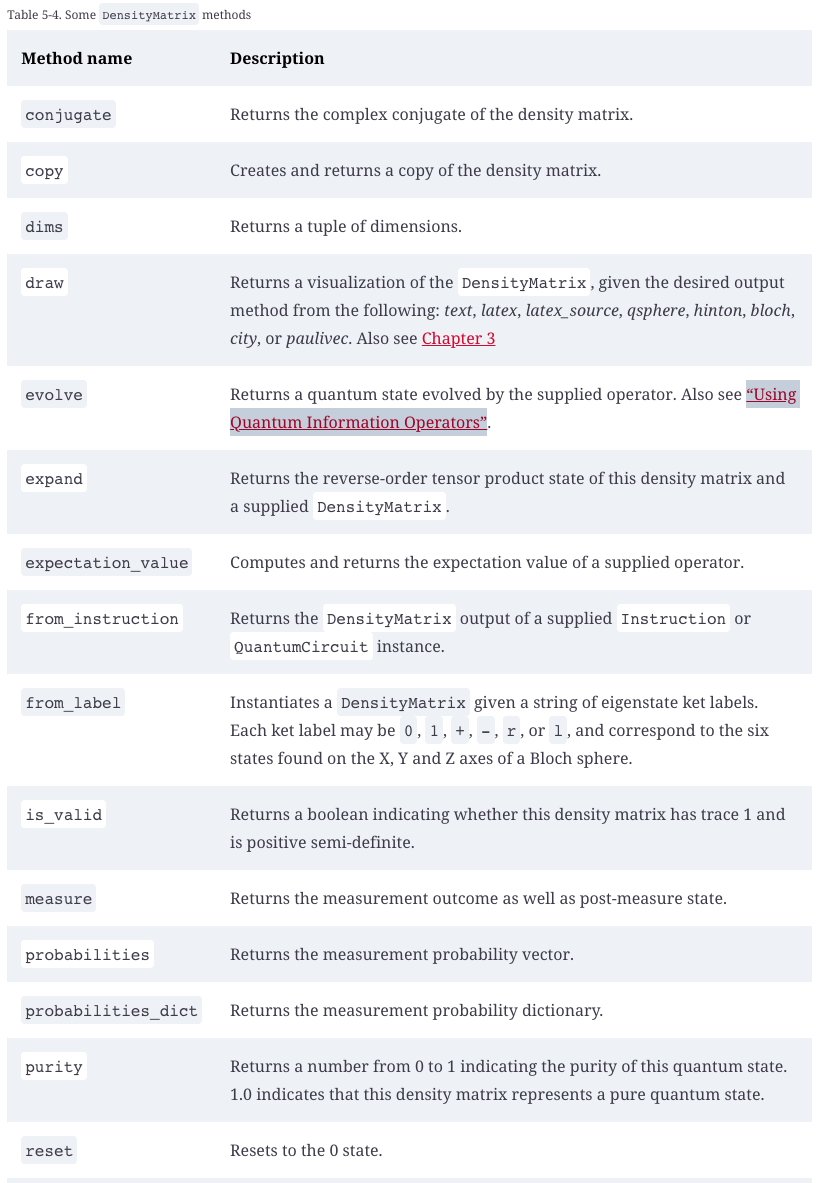 Table 5-4. Some DensityMatrix methods
Method name Description
conjugate Returns the complex conjugate of the density matrix.
copy Creates and returns a copy of the density matrix.
dims Returns a tuple of dimensions.
draw Returns a visualization of the DensityMatrix, given the desired output
method from the following: text, latex, latex_source, qsphere, hinton, bloch,
city, or paulivec. Also see Chapter 3
evolve Returns a quantum state evolved by the supplied operator. Also see “Using
Quantum Information Operators”.
expand Returns the reverse-order tensor product state of this density matrix and
a supplied DensityMatrix.
expectation_value Computes and returns the expectation value of a supplied operator.
from_instruction Returns the DensityMatrix output of a supplied Instruction or
QuantumCircuit instance.
from_label Instantiates a DensityMatrix given a string of eigenstate ket labels.
Each ket label may be 0, 1, +, -, r, or l, and correspond to the six
states found on the X, Y and Z axes of a Bloch sphere.
is_valid Returns a boolean indicating whether this density matrix has trace 1 and
is positive semi-definite.
measure Returns the measurement outcome as well as post-measure state.
probabilities Returns the measurement probability vector.
probabilities_dict Returns the measurement probability dictionary.
purity Returns a number from 0 to 1 indicating the purity of this quantum state.
1.0 indicates that this density matrix represents a pure quantum state.
reset Resets to the 0 state.